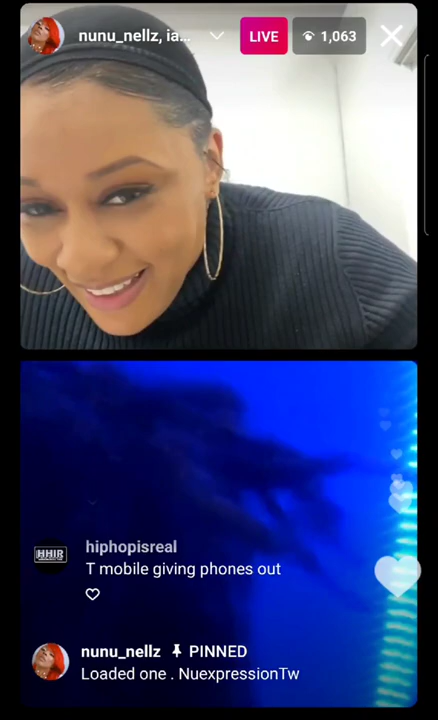 nunu_nellz, ia...
LIVE
1,063
HHIR
hiphopisreal
T mobile giving phones out
nunu_nellz PINNED
Loaded one . NuexpressionTw